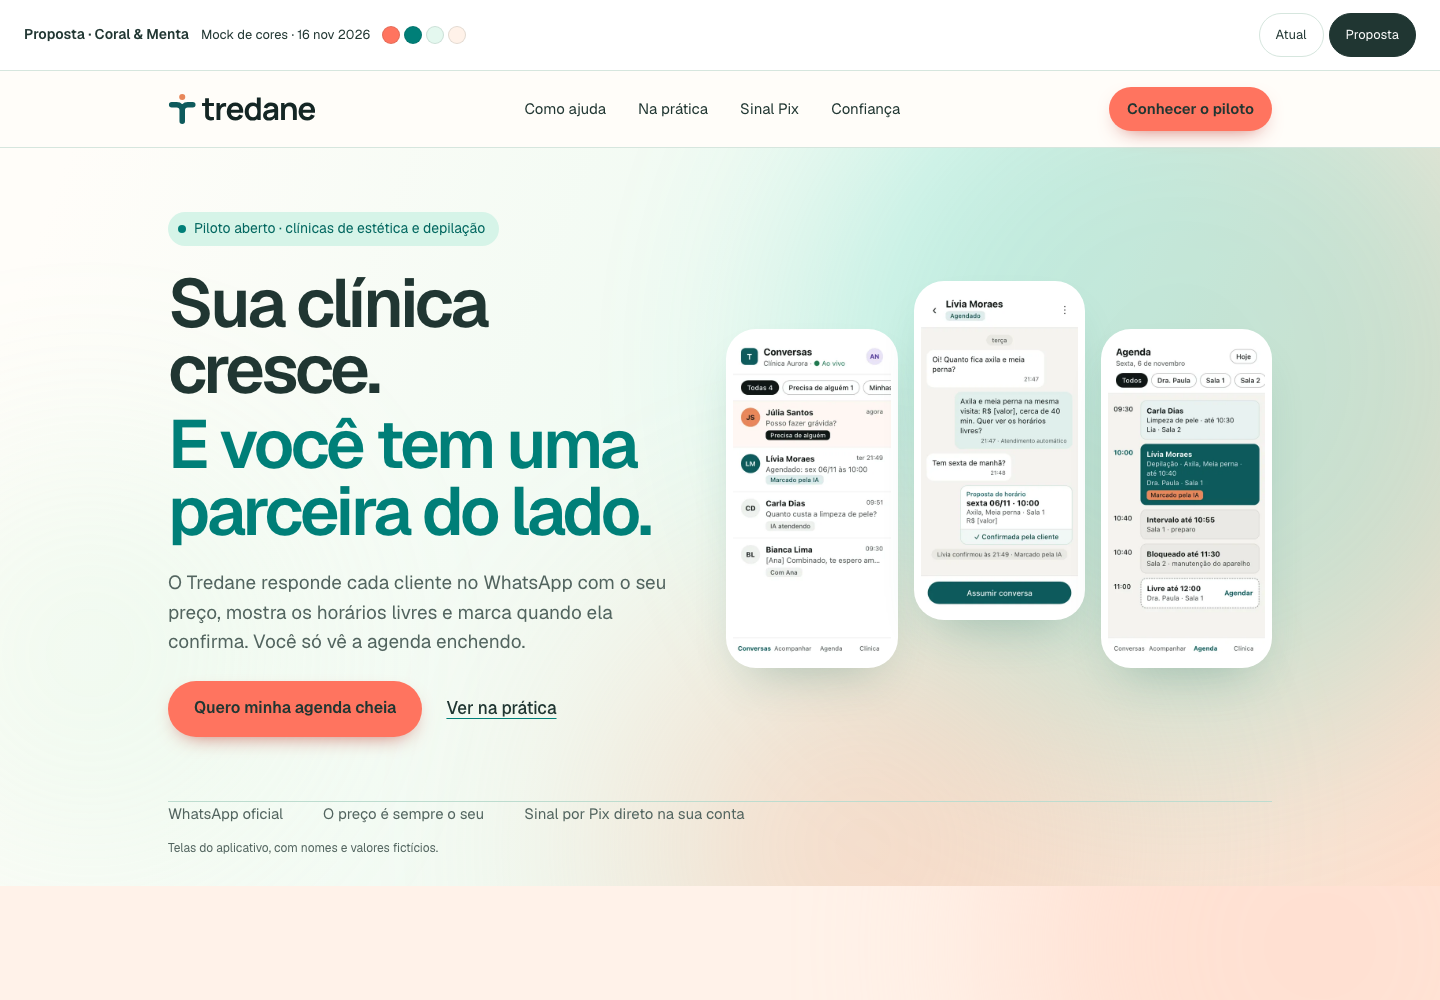 Proposta · Coral & Menta
Mock de cores · 16 nov 2026
Atual
Proposta
tredane
Como ajuda
Na prática
Sinal Pix
Confiança
Conhecer o piloto
Piloto aberto · clínicas de estética e depilação
Sua clínica
cresce.
E você tem uma
parceira do lado.
O Tredane responde cada cliente no WhatsApp com o seu
preço, mostra os horários livres e marca quando ela
confirma. Você só vê a agenda enchendo.
Quero minha agenda cheia
Ver na prática
T
Conversas
Clínica Aurora · Ao vivo
AN
Todas 4
Precisa de alguém 1
Minhas
JS
Júlia Santos
agora
Posso fazer grávida?
Precisa de alguém
LM
Lívia Moraes
ter 21:49
Agendado: sex 06/11 às 10:00
Marcado pela IA
CD
Carla Dias
09:51
Quanto custa a limpeza de pele?
IA atendendo
BL
Bianca Lima
09:30
[Ana] Combinado, te espero am...
Com Ana
Conversas
Acompanhar
Agenda
Clínica
Lívia Moraes
Agendado
terça
Oi! Quanto fica axila e meia
perna?
21:47
Axila e meia perna na mesma
visita: R$ [valor], cerca de 40
min. Quer ver os horários
livres?
21:47 · Atendimento automático
Tem sexta de manhã?
21:48
Proposta de horário
sexta 06/11 · 10:00
Axila, Meia perna · Sala 1
R$ [valor]
✓ Confirmada pela cliente
Lívia confirmou às 21:49 · Marcado pela IA
Assumir conversa
Agenda
Sexta, 6 de novembro
Hoje
Todos
Dra. Paula
Sala 1
Sala 2
09:30
Carla Dias
Limpeza de pele · até 10:30
Lia · Sala 2
10:00
Lívia Moraes
Depilação · Axila, Meia perna ·
até 10:40
Dra. Paula · Sala 1
Marcado pela IA
10:40
Intervalo até 10:55
Sala 1 · preparo
10:40
Bloqueado até 11:30
Sala 2 · manutenção do aparelho
11:00
Livre até 12:00
Dra. Paula · Sala 1
Agendar
Conversas
Acompanhar
Agenda
Clínica
WhatsApp oficial
O preço é sempre o seu
Sinal por Pix direto na sua conta
Telas do aplicativo, com nomes e valores fictícios.